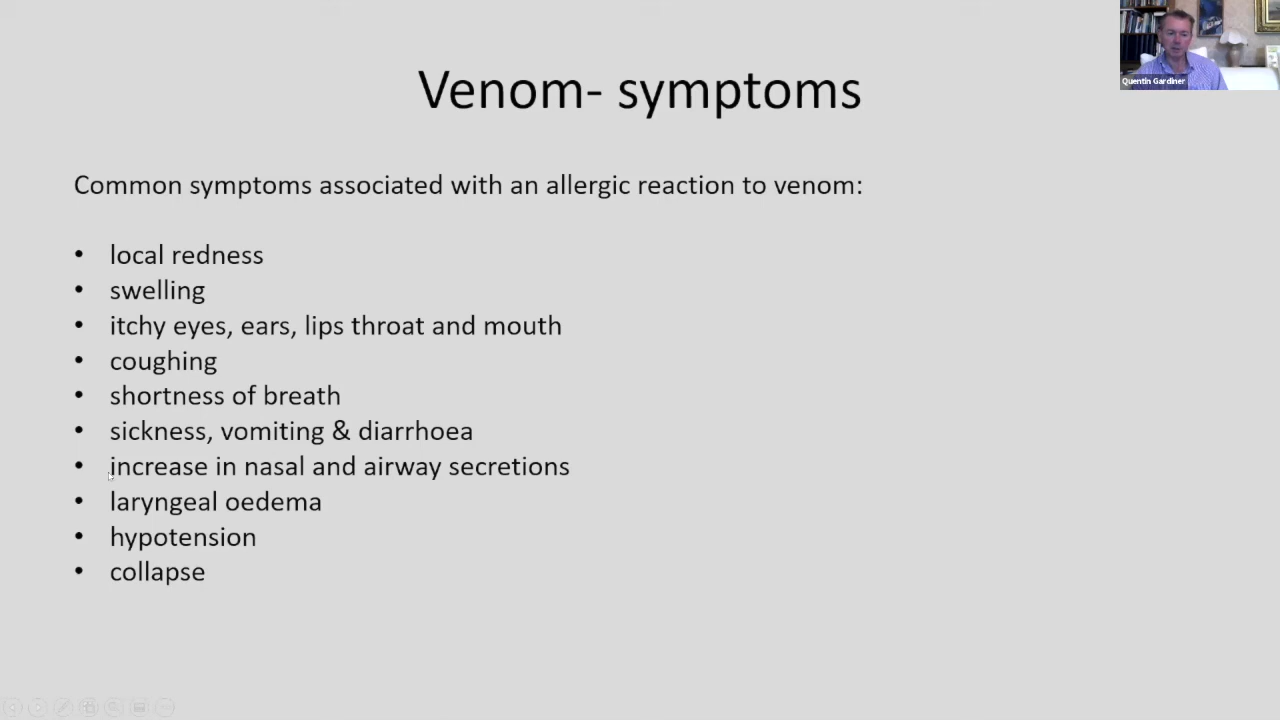 Venom- symptoms
Quentin Gardiner
Common symptoms associated with an allergic reaction to venom:
• local redness
• swelling
• itchy eyes, ears, lips throat and mouth
• coughing
• shortness of breath
• sickness, vomiting & diarrhoea
• increase in nasal and airway secretions
• laryngeal oedema
• hypotension
• collapse